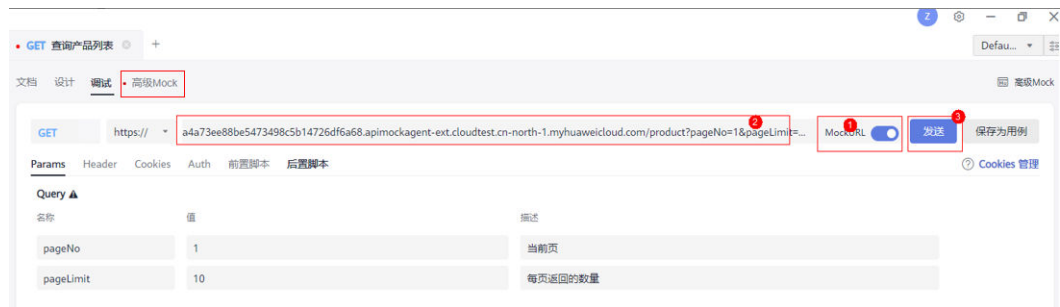 Z
GET 查询产品列表 +
Defau...
文档 设计 调试 高级Mock 高级Mock
2 1 3
GET https:// a4a73ee88be5473498c5b14726df6a68.apimockagent-ext.cloudtest.cn-north-1.myhuaweicloud.com/product?pageNo=1&pageLimit=... MockURL 发送 保存为用例
Params Header Cookies Auth 前置脚本 后置脚本 Cookies 管理
Query
名称 值 描述
pageNo 1 当前页
pageLimit 10 每页返回的数量